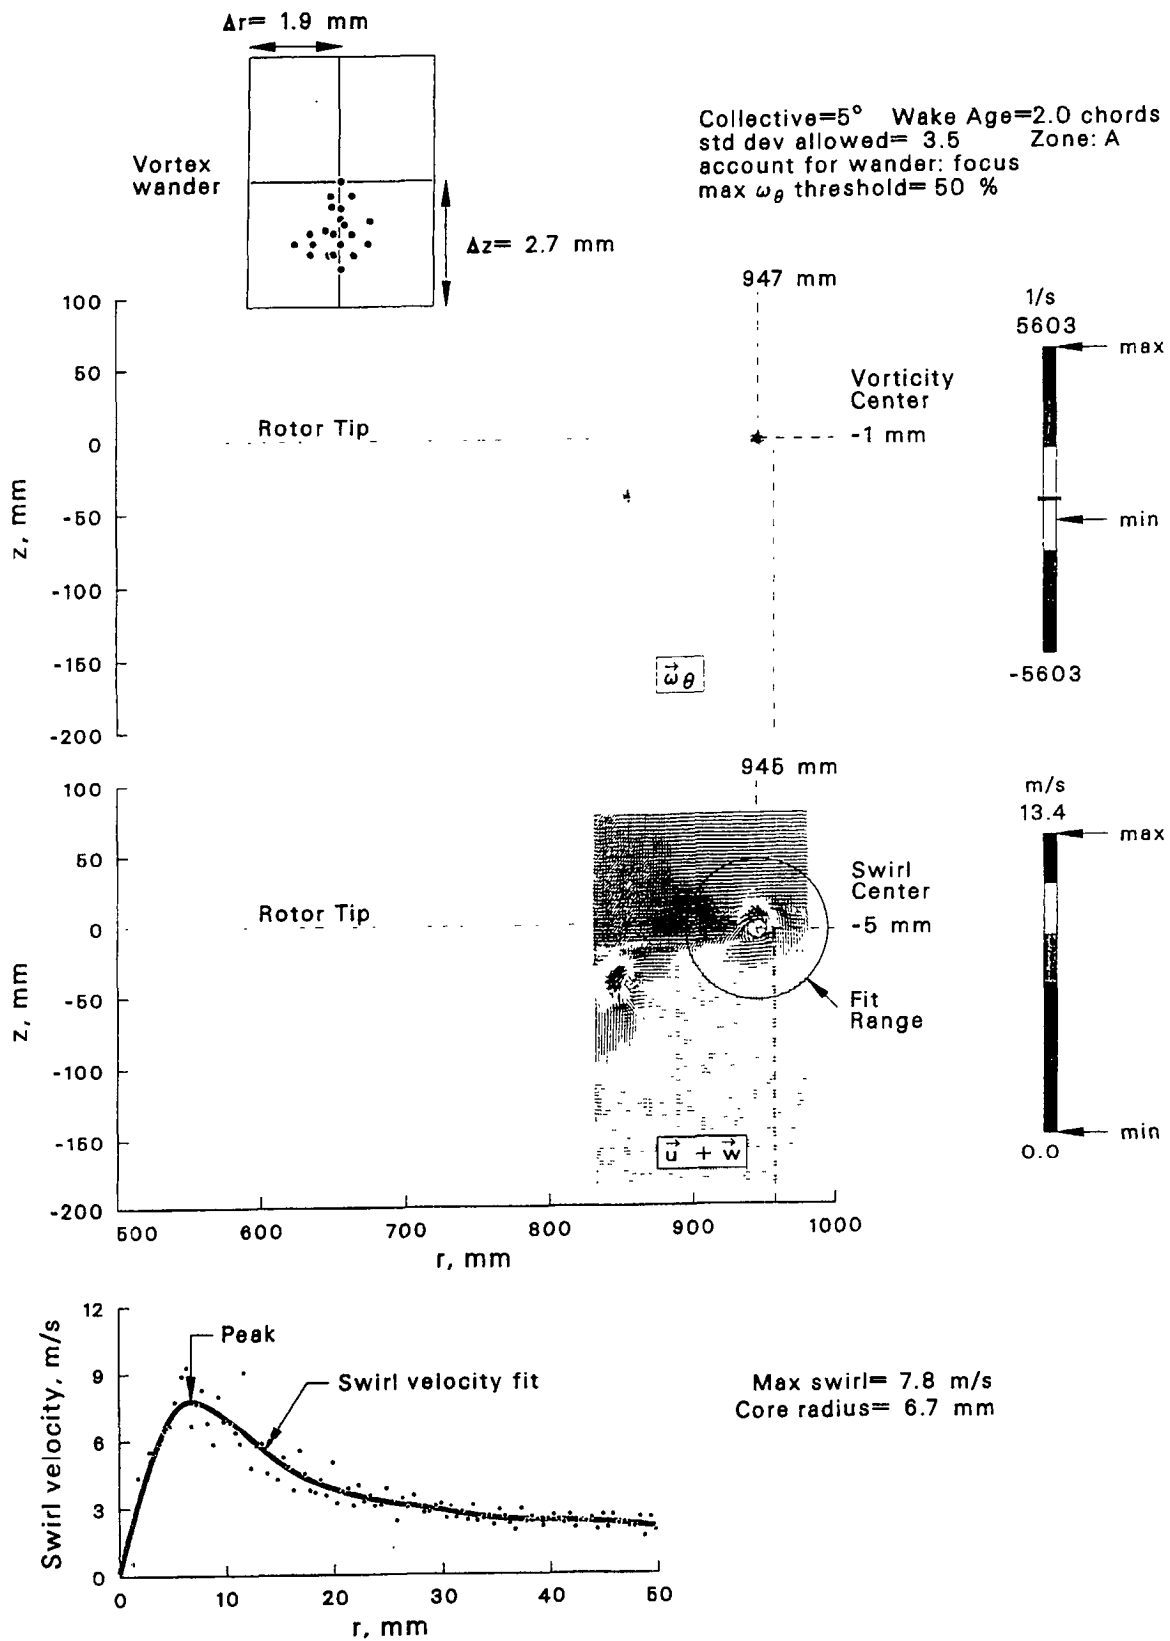 Δr= 1.9 mm
Collective=5° Wake Age=2.0 chords
std dev allowed= 3.5 Zone: A
account for wander: focus
max ωθ threshold= 50 %
Vortex
wander
Δz= 2.7 mm
947 mm
100
50
0
-50
-100
-150
-200
z, mm
Rotor Tip
Vorticity
Center
-1 mm
ω⃗θ
1/s
5603
max
min
-5603
945 mm
100
50
0
-50
-100
-150
-200
z, mm
Rotor Tip
Swirl
Center
-5 mm
Fit
Range
u⃗ + w⃗
m/s
13.4
max
min
0.0
500 600 700 800 900 1000
r, mm
12
9
6
3
0
Swirl velocity, m/s
Peak
Swirl velocity fit
Max swirl= 7.8 m/s
Core radius= 6.7 mm
0 10 20 30 40 50
r, mm